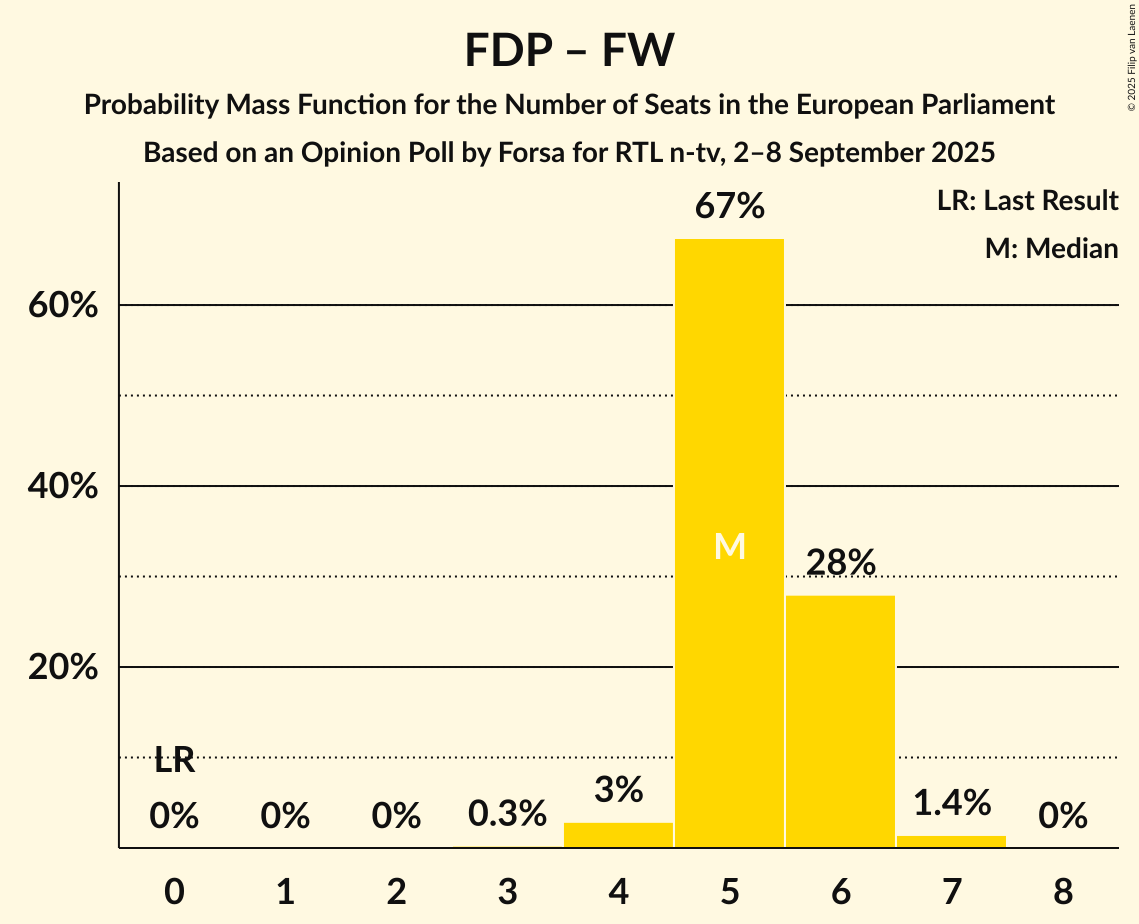 FDP – FW
Probability Mass Function for the Number of Seats in the European Parliament
Based on an Opinion Poll by Forsa for RTL n-tv, 2–8 September 2025
© 2025 Filip van Laenen
LR: Last Result
M: Median
67%
60%
40%
M
28%
20%
LR
0%
0%
0%
0.3%
3%
1.4%
0%
0
1
2
3
4
5
6
7
8